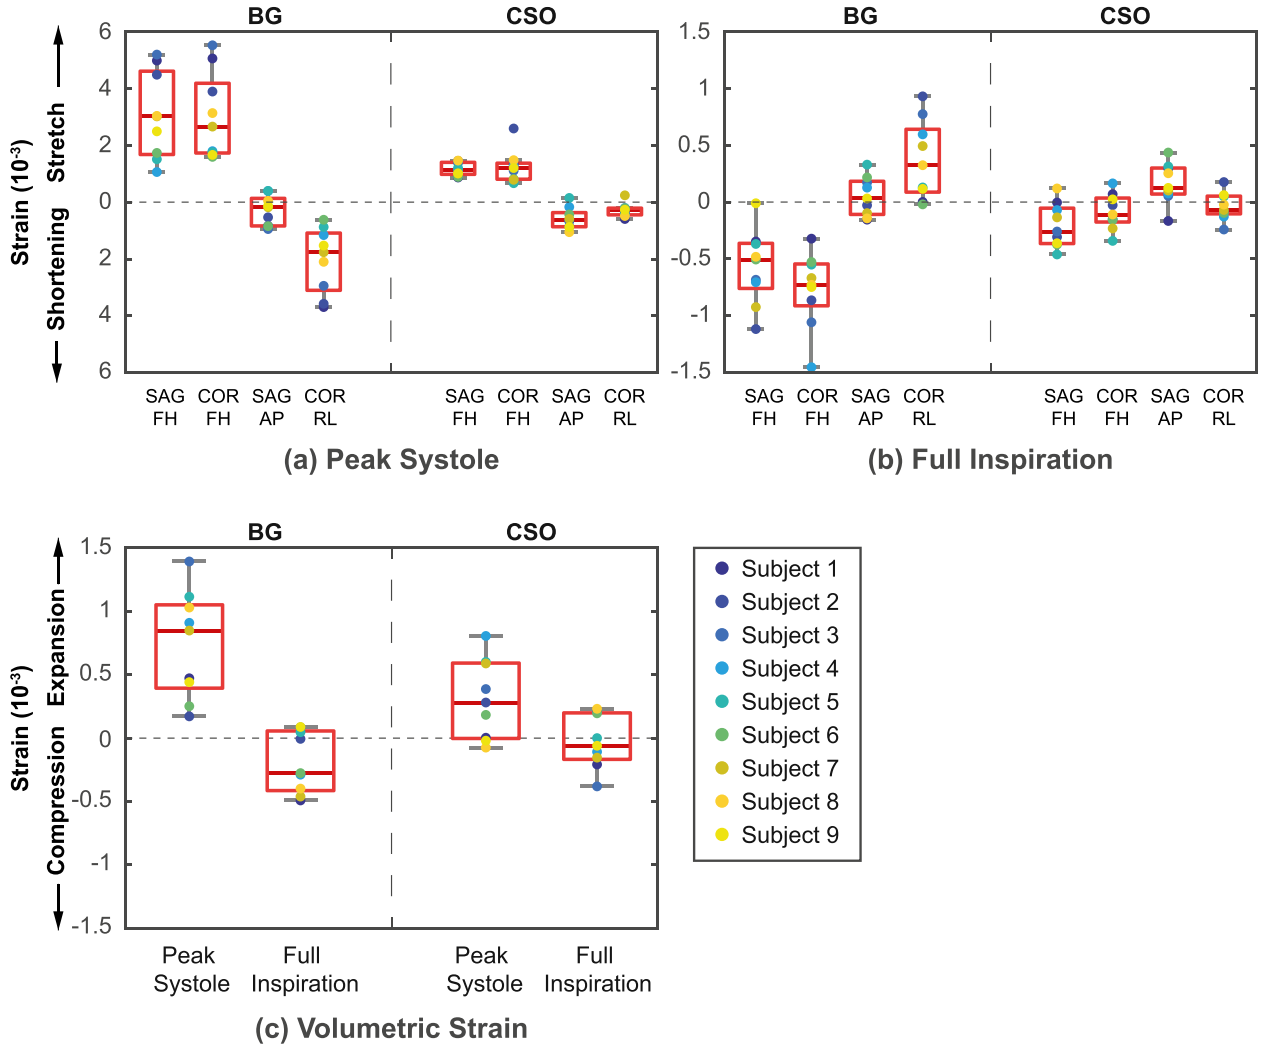 BG CSO
6
4
2
0
2
4
6
Strain (10-3)
Shortening Stretch
SAG COR SAG COR SAG COR SAG COR
FH FH AP RL FH FH AP RL
(a) Peak Systole
BG CSO
1.5
1
0.5
0
-0.5
-1
-1.5
SAG COR SAG COR SAG COR SAG COR
FH FH AP RL FH FH AP RL
(b) Full Inspiration
BG CSO
1.5
1
0.5
0
-0.5
-1
-1.5
Strain (10-3)
Compression Expansion
Peak Full Peak Full
Systole Inspiration Systole Inspiration
(c) Volumetric Strain
Subject 1
Subject 2
Subject 3
Subject 4
Subject 5
Subject 6
Subject 7
Subject 8
Subject 9